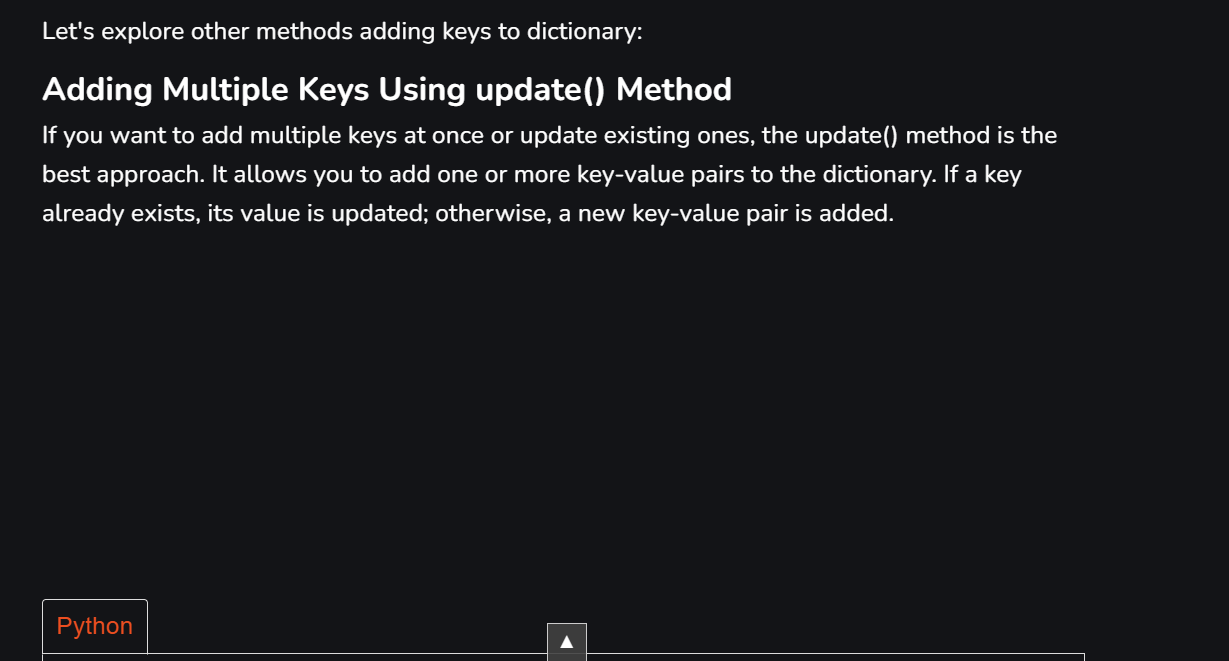 Let's explore other methods adding keys to dictionary:
Adding Multiple Keys Using update() Method
If you want to add multiple keys at once or update existing ones, the update() method is the
best approach. It allows you to add one or more key-value pairs to the dictionary. If a key
already exists, its value is updated; otherwise, a new key-value pair is added.
Python